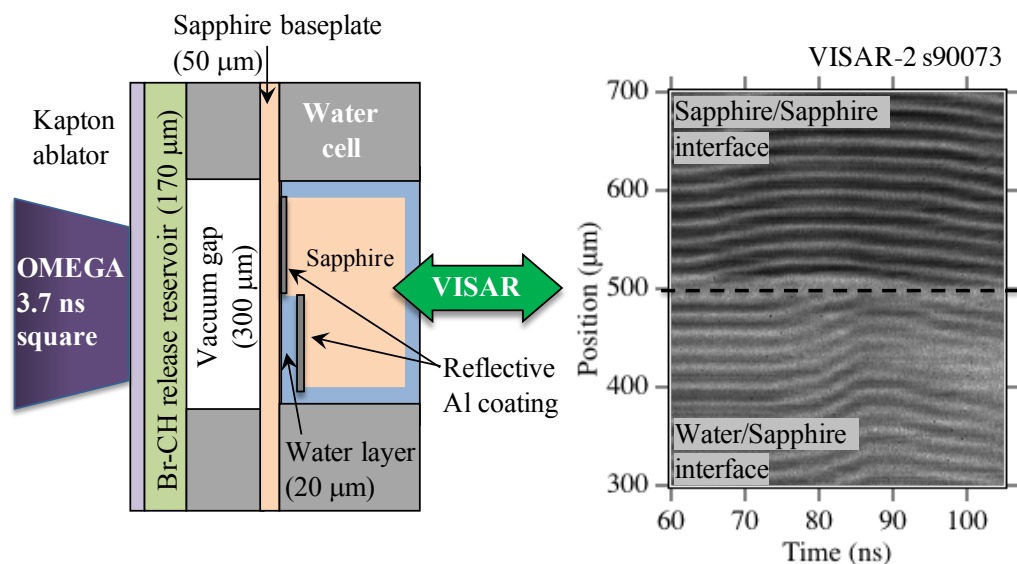 Sapphire baseplate
(50 μm)
Kapton
ablator
Water
cell
OMEGA
3.7 ns
square
Br-CH release reservoir (170 μm)
Vacuum gap
(300 μm)
Sapphire
VISAR
Reflective
Al coating
Water layer
(20 μm)
VISAR-2 s90073
Sapphire/Sapphire
interface
Water/Sapphire
interface
Position (μm)
700
600
500
400
300
60 70 80 90 100
Time (ns)